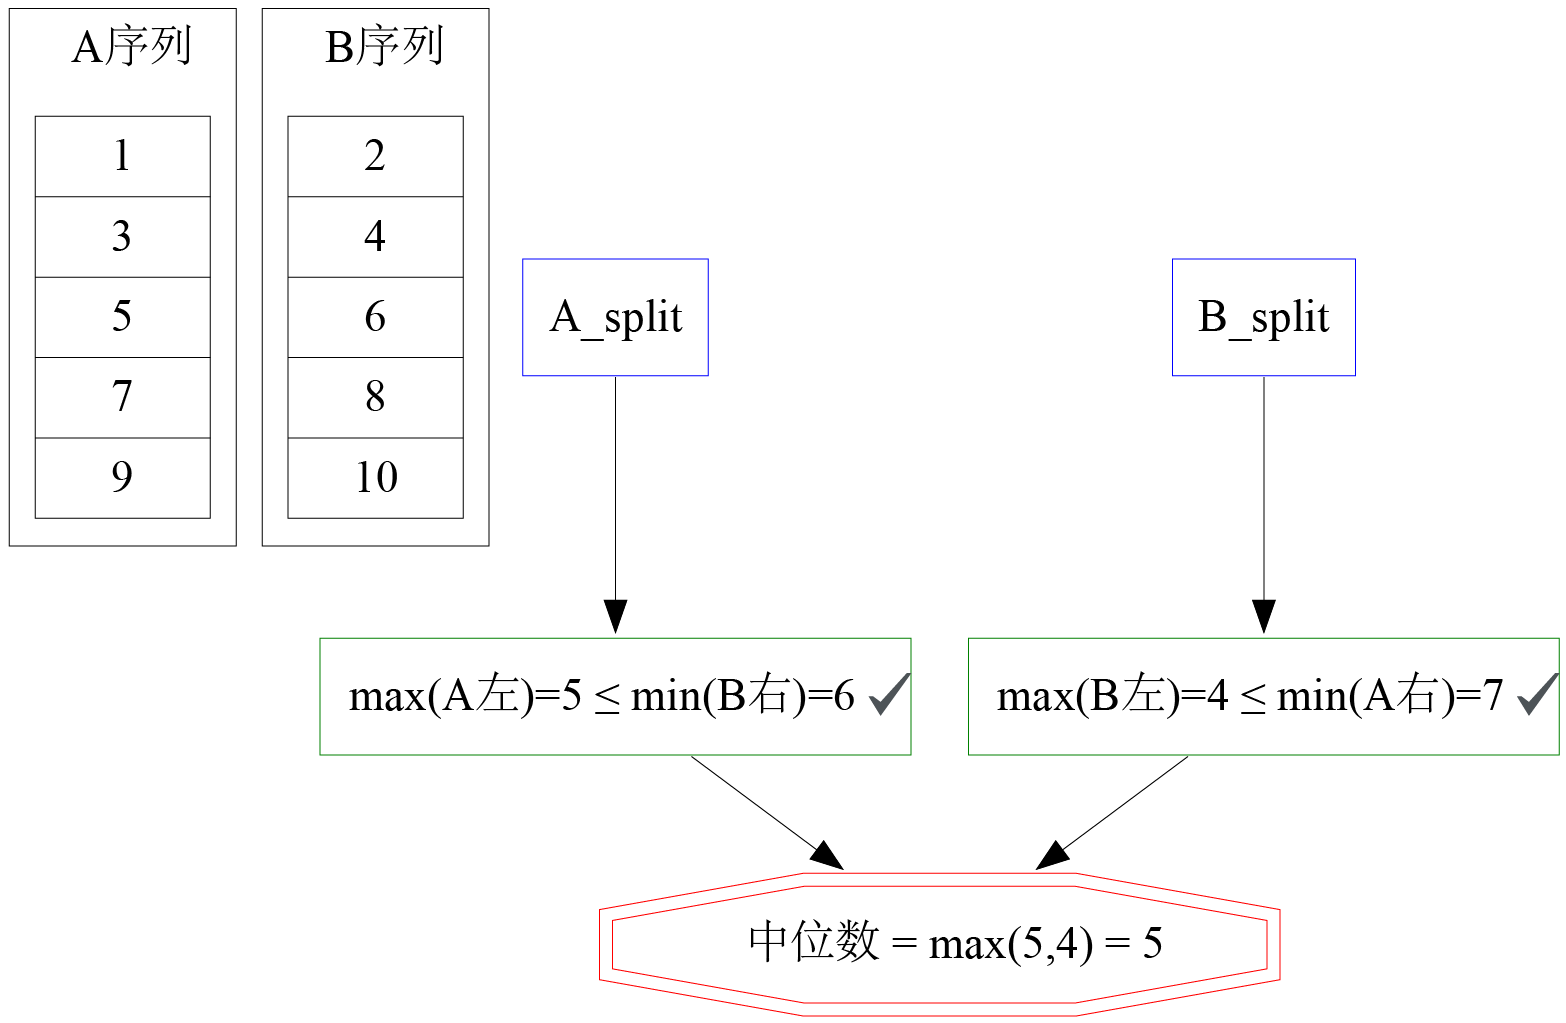 A序列
1
3
5
7
9
B序列
2
4
6
8
10
A_split
B_split
max(A左)=5 ≤ min(B右)=6 ✓
max(B左)=4 ≤ min(A右)=7 ✓
中位数 = max(5,4) = 5